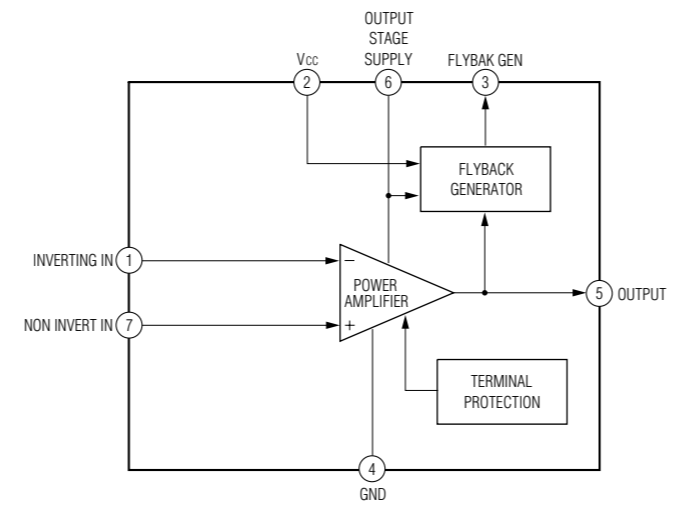 OUTPUT
STAGE
SUPPLY
Vcc
FLYBAK GEN
2
6
3
FLYBACK
GENERATOR
INVERTING IN
1
−
POWER
AMPLIFIER
5
OUTPUT
NON INVERT IN
7
+
TERMINAL
PROTECTION
4
GND